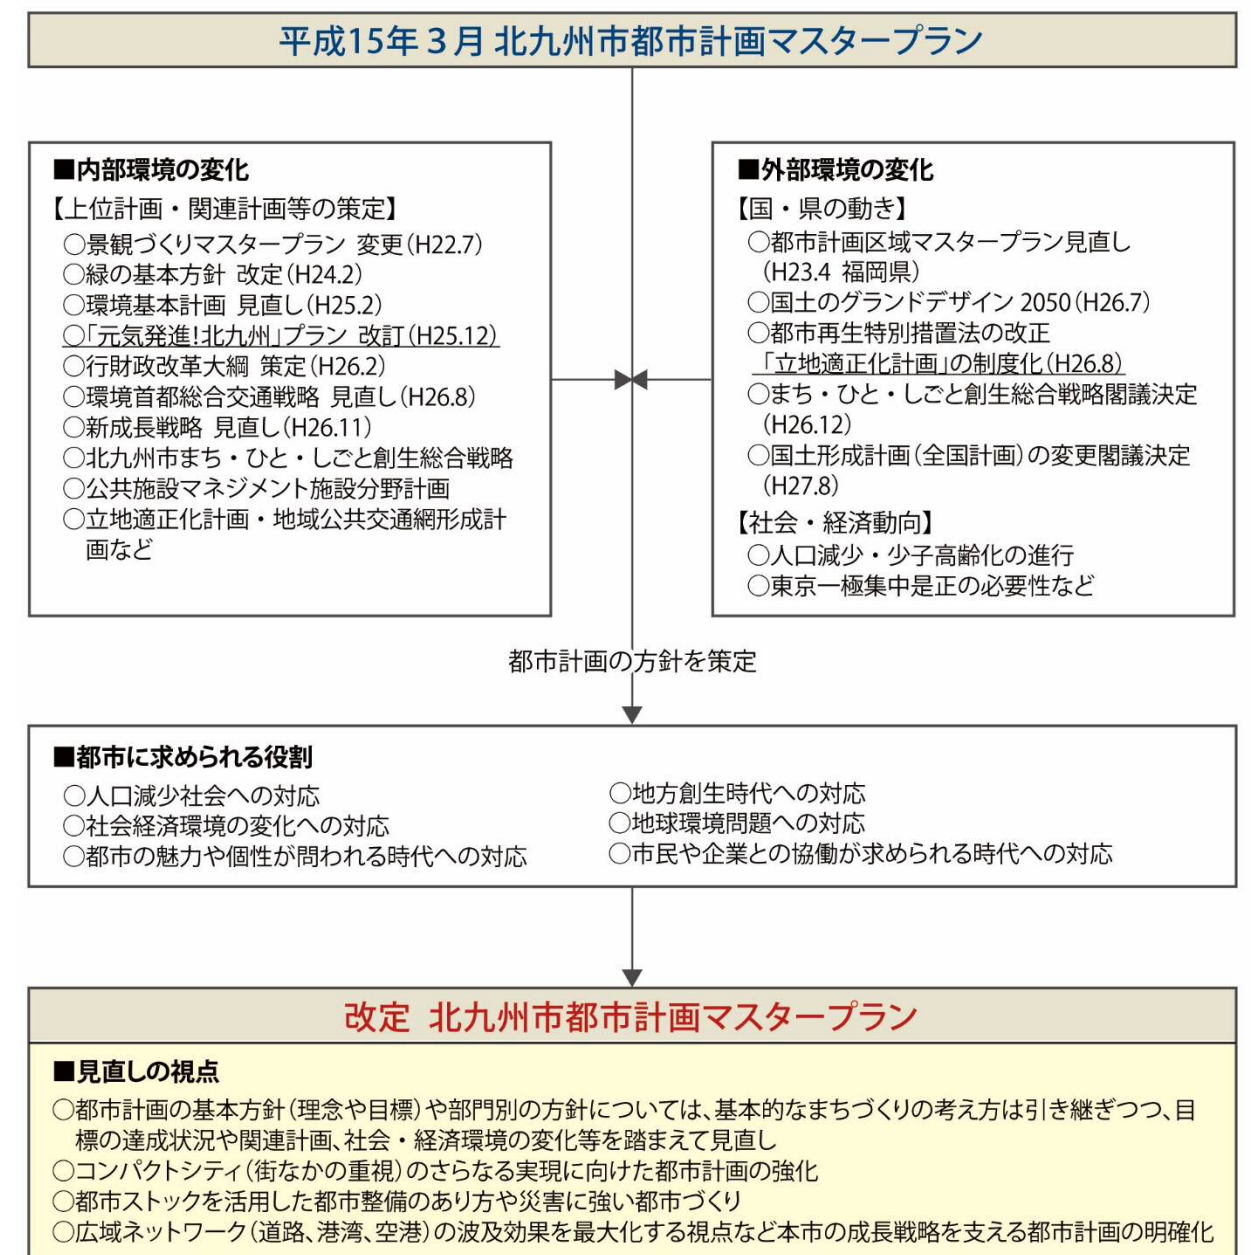 平成15年3月 北九州市都市計画マスタープラン
■内部環境の変化
【上位計画・関連計画等の策定】
○景観づくりマスタープラン 変更(H22.7)
○緑の基本方針 改定(H24.2)
○環境基本計画 見直し(H25.2)
○「元気発進!北九州」プラン 改訂(H25.12)
○行財政改革大綱 策定(H26.2)
○環境首都総合交通戦略 見直し(H26.8)
○新成長戦略 見直し(H26.11)
○北九州市まち・ひと・しごと創生総合戦略
○公共施設マネジメント施設分野計画
○立地適正化計画・地域公共交通網形成計
画など
■外部環境の変化
【国・県の動き】
○都市計画区域マスタープラン見直し
(H23.4 福岡県)
○国土のグランドデザイン 2050(H26.7)
○都市再生特別措置法の改正
「立地適正化計画」の制度化(H26.8)
○まち・ひと・しごと創生総合戦略閣議決定
(H26.12)
○国土形成計画(全国計画)の変更閣議決定
(H27.8)
【社会・経済動向】
○人口減少・少子高齢化の進行
○東京一極集中是正の必要性など
都市計画の方針を策定
■都市に求められる役割
○人口減少社会への対応
○社会経済環境の変化への対応
○都市の魅力や個性が問われる時代への対応
○地方創生時代への対応
○地球環境問題への対応
○市民や企業との協働が求められる時代への対応
改定 北九州市都市計画マスタープラン
■見直しの視点
○都市計画の基本方針(理念や目標)や部門別の方針については、基本的なまちづくりの考え方は引き継ぎつつ、目
標の達成状況や関連計画、社会・経済環境の変化等を踏まえて見直し
○コンパクトシティ(街なかの重視)のさらなる実現に向けた都市計画の強化
○都市ストックを活用した都市整備のあり方や災害に強い都市づくり
○広域ネットワーク(道路、港湾、空港)の波及効果を最大化する視点など本市の成長戦略を支える都市計画の明確化